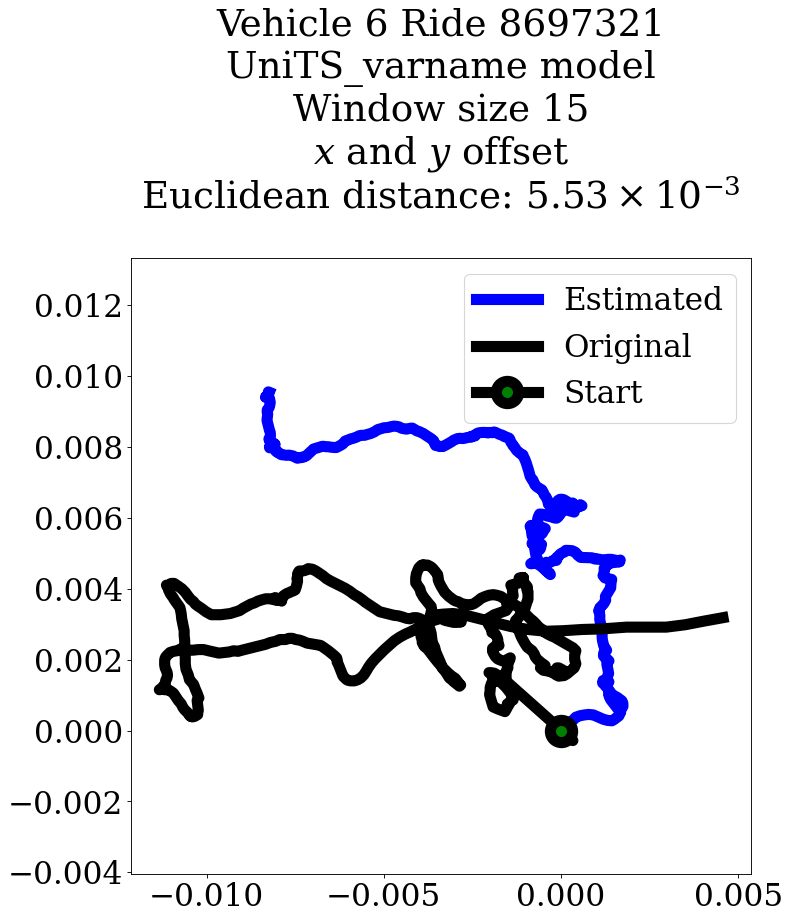 Vehicle 6 Ride 8697321
UniTS_varname model
Window size 15
x and y offset
Euclidean distance: 5.53 × 10⁻³
Estimated
Original
Start
0.012
0.010
0.008
0.006
0.004
0.002
0.000
−0.002
−0.004
−0.010 −0.005 0.000 0.005